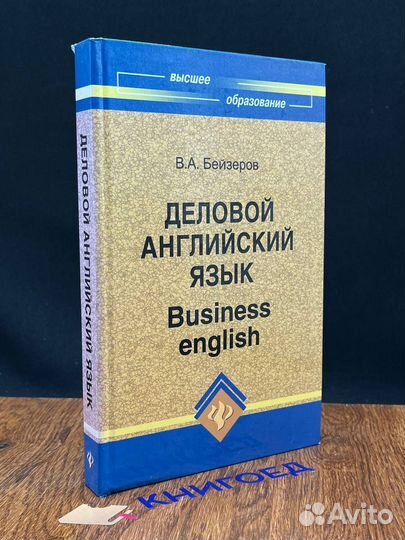 высшее
образование
В.А. Бейзеров
ДЕЛОВОЙ
АНГЛИЙСКИЙ
ЯЗЫК
Business
english
ДЕЛОВОЙ АНГЛИЙСКИЙ ЯЗЫК
КНИГОЕД
Avito